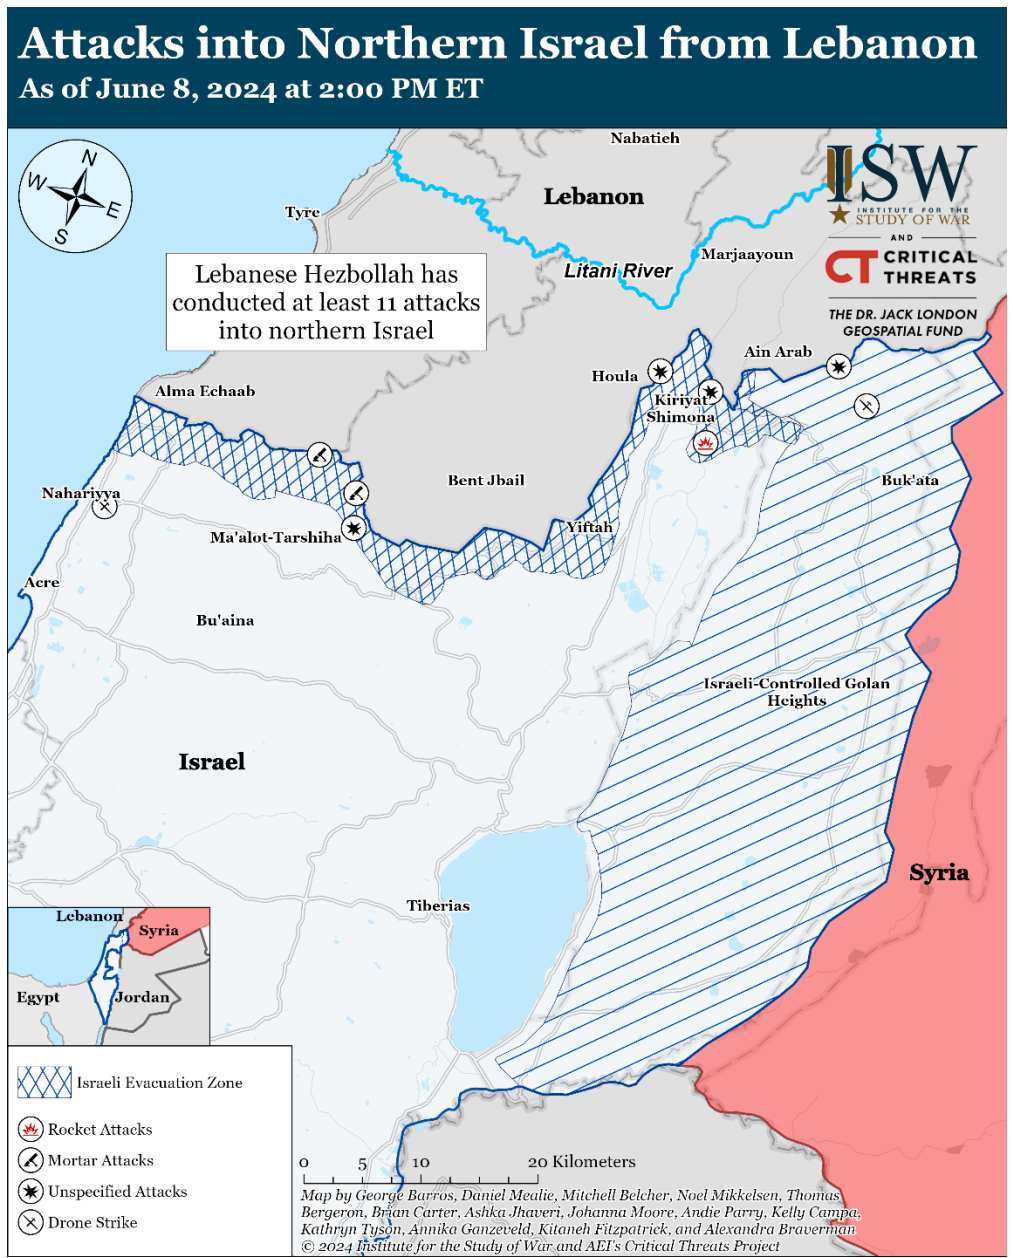 Attacks into Northern Israel from Lebanon
As of June 8, 2024 at 2:00 PM ET
N
W
E
S
Nabatieh
Lebanon
ISW
INSTITUTE FOR THE
STUDY OF WAR
AND
CT CRITICAL
THREATS
THE DR. JACK LONDON
GEOSPATIAL FUND
Tyre
Marjaayoun
Litani River
Lebanese Hezbollah has
conducted at least 11 attacks
into northern Israel
Ain Arab
Houla
Alma Echaab
Kiriyat
Shimona
Bent Jbail
Buk'ata
Nahariyya
Yiftah
Ma'alot-Tarshiha
Acre
Bu'aina
Israeli-Controlled Golan
Heights
Israel
Syria
Tiberias
Lebanon
Syria
Egypt
Jordan
Israeli Evacuation Zone
Rocket Attacks
Mortar Attacks
Unspecified Attacks
Drone Strike
0 5 10 20 Kilometers
Map by George Barros, Daniel Mealie, Mitchell Belcher, Noel Mikkelsen, Thomas
Bergeron, Brian Carter, Ashka Jhaveri, Johanna Moore, Andie Parry, Kelly Campa,
Kathryn Tyson, Annika Ganzeveld, Kitaneh Fitzpatrick, and Alexandra Braverman
© 2024 Institute for the Study of War and AEI's Critical Threats Project